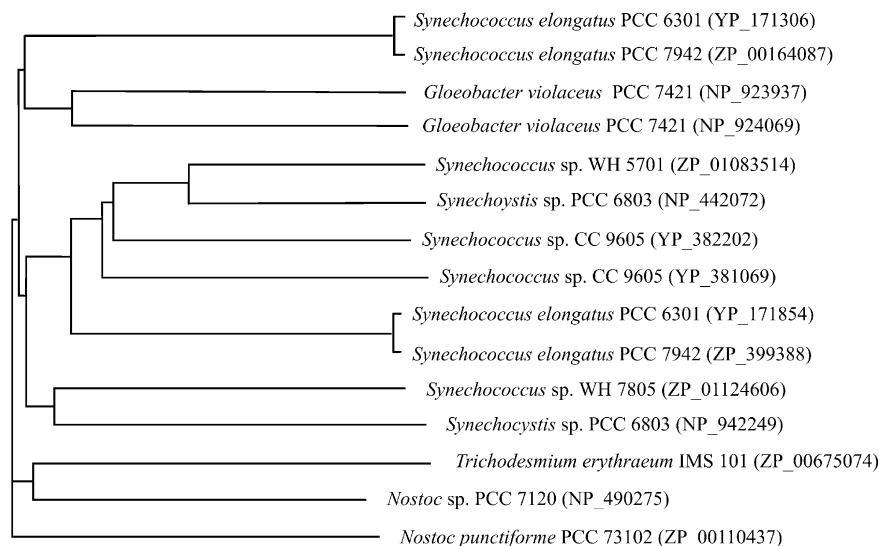 Synechococcus elongatus PCC 6301 (YP_171306)
Synechococcus elongatus PCC 7942 (ZP_00164087)
Gloeobacter violaceus PCC 7421 (NP_923937)
Gloeobacter violaceus PCC 7421 (NP_924069)
Synechococcus sp. WH 5701 (ZP_01083514)
Synechoystis sp. PCC 6803 (NP_442072)
Synechococcus sp. CC 9605 (YP_382202)
Synechococcus sp. CC 9605 (YP_381069)
Synechococcus elongatus PCC 6301 (YP_171854)
Synechococcus elongatus PCC 7942 (ZP_399388)
Synechococcus sp. WH 7805 (ZP_01124606)
Synechocystis sp. PCC 6803 (NP_942249)
Trichodesmium erythraeum IMS 101 (ZP_00675074)
Nostoc sp. PCC 7120 (NP_490275)
Nostoc punctiforme PCC 73102 (ZP_00110437)